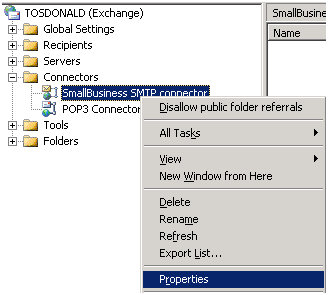 TOSDONALD (Exchange)
Global Settings
Recipients
Servers
Connectors
SmallBusiness SMTP connector
POP3 Connector
Tools
Folders
SmallBusine
Name
Disallow public folder referrals
All Tasks
View
New Window from Here
Delete
Rename
Refresh
Export List...
Properties